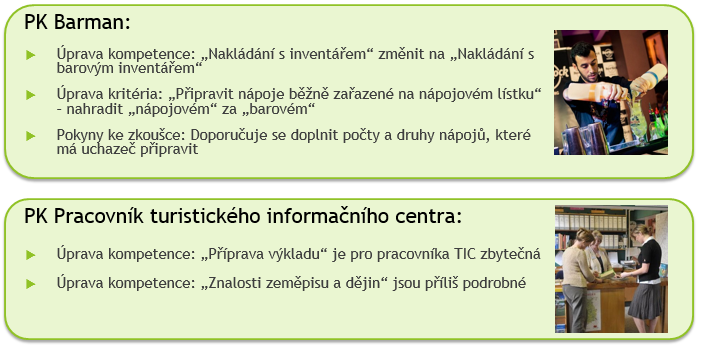 PK Barman:
Úprava kompetence: „Nakládání s inventářem“ změnit na „Nakládání s
barovým inventářem“
Úprava kritéria: „Připravit nápoje běžně zařazené na nápojovém lístku“
– nahradit „nápojovém“ za „barovém“
Pokyny ke zkoušce: Doporučuje se doplnit počty a druhy nápojů, které
má uchazeč připravit
PK Pracovník turistického informačního centra:
Úprava kompetence: „Příprava výkladu“ je pro pracovníka TIC zbytečná
Úprava kompetence: „Znalosti zeměpisu a dějin“ jsou příliš podrobné